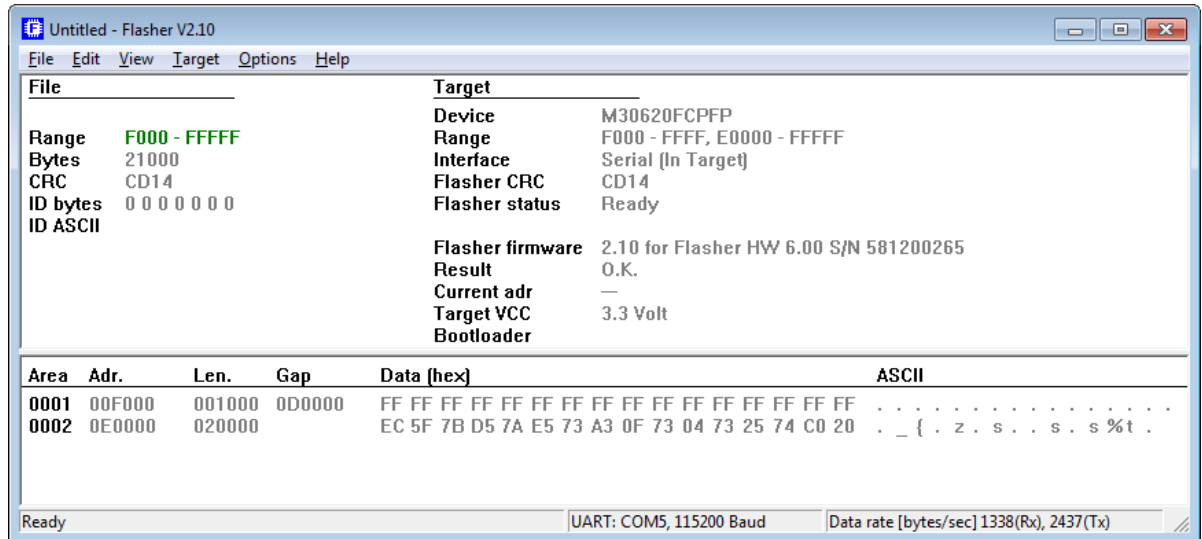 Untitled - Flasher V2.10
File Edit View Target Options Help
File
Range F000 - FFFFF
Bytes 21000
CRC CD14
ID bytes 0 0 0 0 0 0 0
ID ASCII
Target
Device M30620FCPFP
Range F000 - FFFF, E0000 - FFFFF
Interface Serial (In Target)
Flasher CRC CD14
Flasher status Ready
Flasher firmware 2.10 for Flasher HW 6.00 S/N 581200265
Result O.K.
Current adr —
Target VCC 3.3 Volt
Bootloader
Area Adr. Len. Gap Data (hex) ASCII
0001 00F000 001000 0D0000 FF FF FF FF FF FF FF FF FF FF FF FF FF FF FF FF . . . . . . . . . . . . . . . .
0002 0E0000 020000 EC 5F 7B D5 7A E5 73 A3 0F 73 04 73 25 74 C0 20 . _ { . z . s . . s . s % t .
Ready UART: COM5, 115200 Baud Data rate [bytes/sec] 1338(Rx), 2437(Tx)